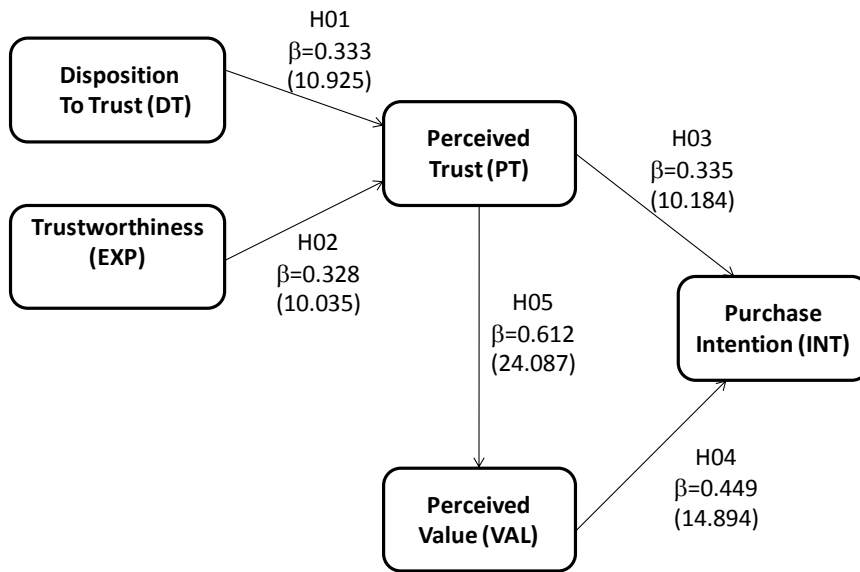 H01
β=0.333
(10.925)
Disposition
To Trust (DT)
Perceived
Trust (PT)
H03
β=0.335
(10.184)
Trustworthiness
(EXP)
H02
β=0.328
(10.035)
H05
β=0.612
(24.087)
Purchase
Intention (INT)
H04
β=0.449
(14.894)
Perceived
Value (VAL)